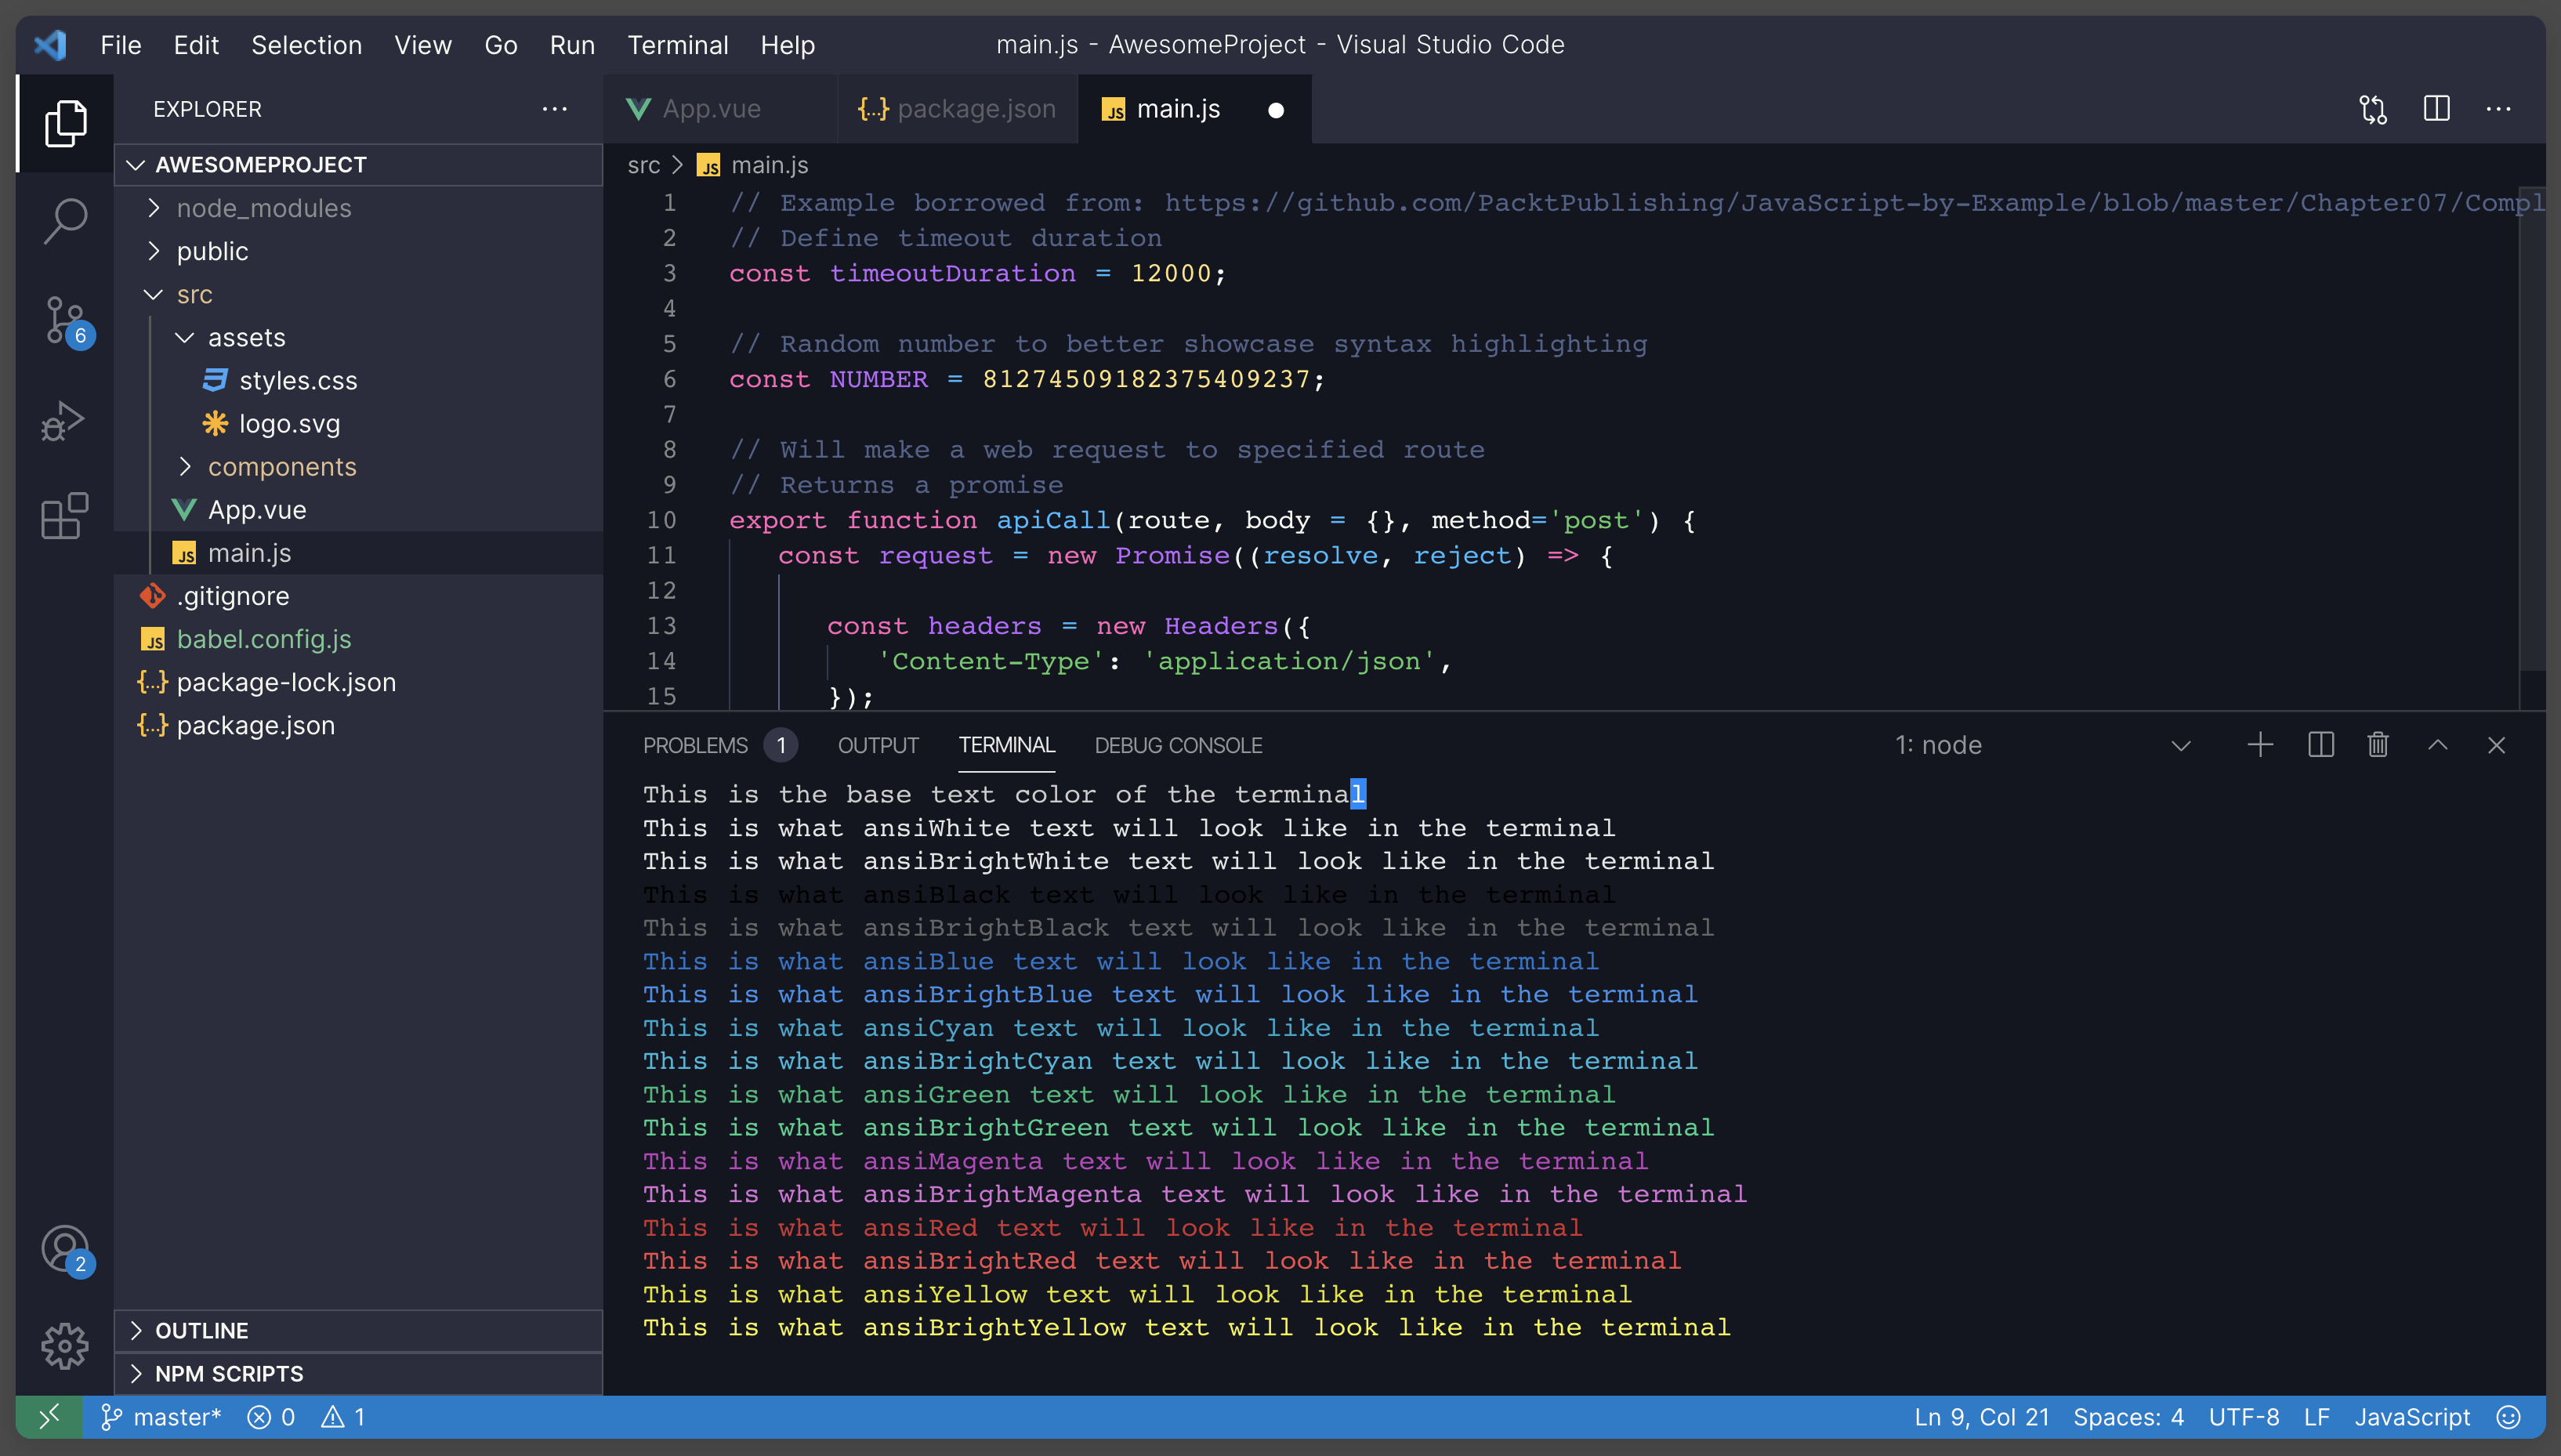 File Edit Selection View Go Run Terminal Help
main.js - AwesomeProject - Visual Studio Code
EXPLORER
AWESOMEPROJECT
node_modules
public
src
assets
styles.css
logo.svg
components
App.vue
JS main.js
.gitignore
JS babel.config.js
{...} package-lock.json
{...} package.json
OUTLINE
NPM SCRIPTS
6
2
App.vue
{...} package.json
JS main.js
src > JS main.js
1 // Example borrowed from: https://github.com/PacktPublishing/JavaScript-by-Example/blob/master/Chapter07/Compl
2 // Define timeout duration
3 const timeoutDuration = 12000;
4
5 // Random number to better showcase syntax highlighting
6 const NUMBER = 81274509182375409237;
7
8 // Will make a web request to specified route
9 // Returns a promise
10 export function apiCall(route, body = {}, method='post') {
11 const request = new Promise((resolve, reject) => {
12
13 const headers = new Headers({
14 'Content-Type': 'application/json',
15 });
PROBLEMS 1 OUTPUT TERMINAL DEBUG CONSOLE
1: node
This is the base text color of the terminal
This is what ansiWhite text will look like in the terminal
This is what ansiBrightWhite text will look like in the terminal
This is what ansiBlack text will look like in the terminal
This is what ansiBrightBlack text will look like in the terminal
This is what ansiBlue text will look like in the terminal
This is what ansiBrightBlue text will look like in the terminal
This is what ansiCyan text will look like in the terminal
This is what ansiBrightCyan text will look like in the terminal
This is what ansiGreen text will look like in the terminal
This is what ansiBrightGreen text will look like in the terminal
This is what ansiMagenta text will look like in the terminal
This is what ansiBrightMagenta text will look like in the terminal
This is what ansiRed text will look like in the terminal
This is what ansiBrightRed text will look like in the terminal
This is what ansiYellow text will look like in the terminal
This is what ansiBrightYellow text will look like in the terminal
master* 0 1
Ln 9, Col 21 Spaces: 4 UTF-8 LF JavaScript